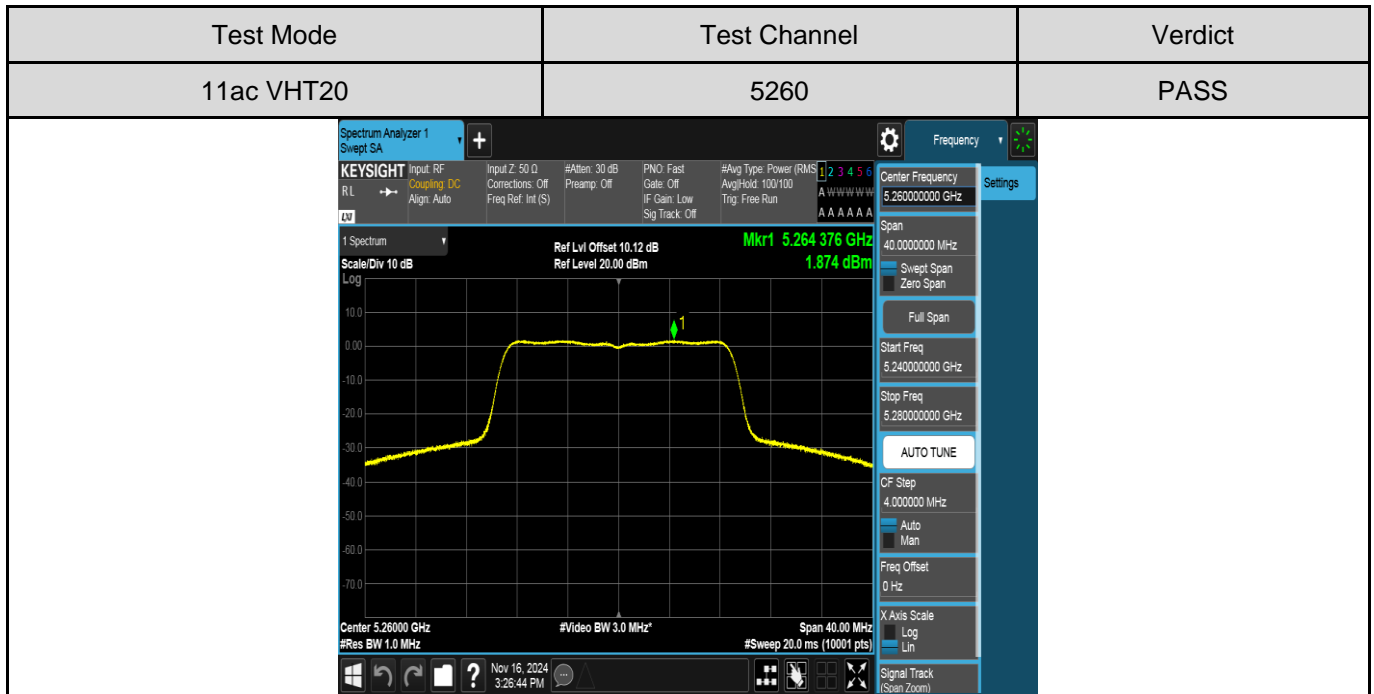 Test Mode Test Channel Verdict
11ac VHT20 5260 PASS
Spectrum Analyzer 1
Swept SA
+
Frequency
KEYSIGHT Input: RF Input Z: 50 Ω #Atten: 30 dB PNO: Fast #Avg Type: Power (RMS 1 2 3 4 5 6
R L Coupling: DC Corrections: Off Preamp: Off Gate: Off Avg|Hold: 100/100 A W W W W W
Align: Auto Freq Ref: Int (S) IF Gain: Low Trig: Free Run
LXI Sig Track: Off A A A A A A
1 Spectrum
Ref Lvl Offset 10.12 dB Mkr1 5.264 376 GHz
Scale/Div 10 dB Ref Level 20.00 dBm 1.874 dBm
Log
10.0
1
0.00
-10.0
-20.0
-30.0
-40.0
-50.0
-60.0
-70.0
Center 5.26000 GHz #Video BW 3.0 MHz* Span 40.00 MHz
#Res BW 1.0 MHz #Sweep 20.0 ms (10001 pts)
? Nov 16, 2024
3:26:44 PM
Center Frequency
5.260000000 GHz
Settings
Span
40.0000000 MHz
Swept Span
Zero Span
Full Span
Start Freq
5.240000000 GHz
Stop Freq
5.280000000 GHz
AUTO TUNE
CF Step
4.000000 MHz
Auto
Man
Freq Offset
0 Hz
X Axis Scale
Log
Lin
Signal Track
(Span Zoom)